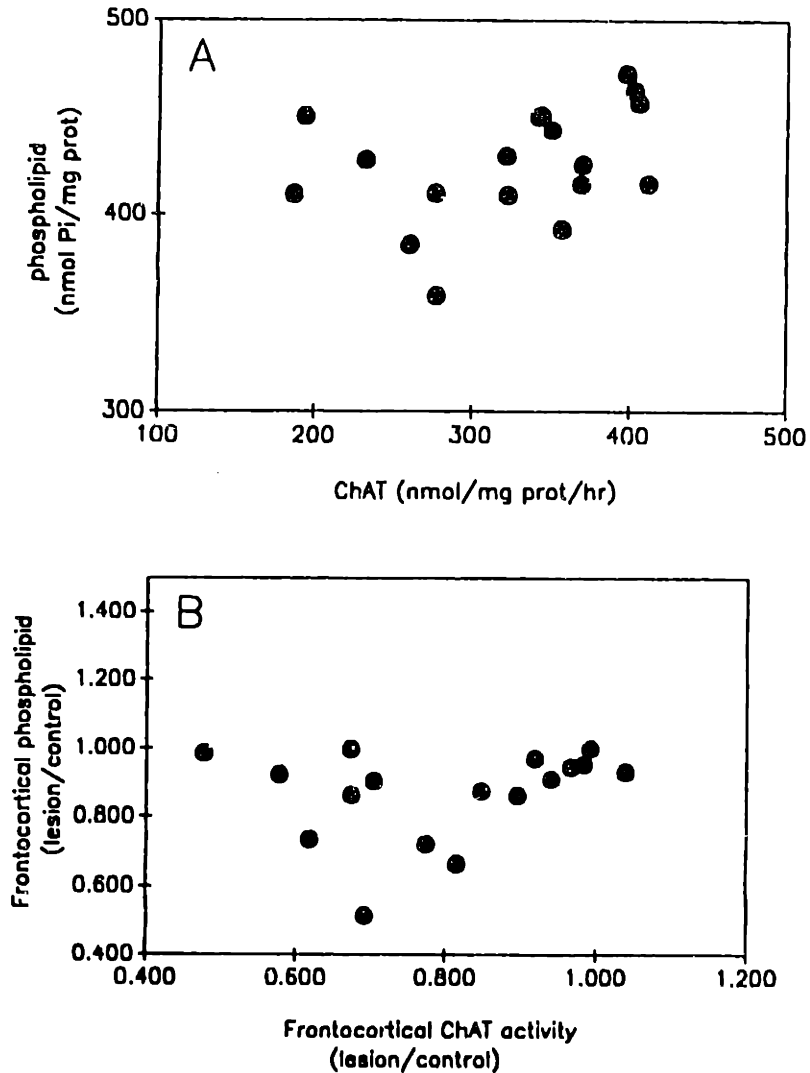 500
A
phospholipid
(nmol Pi/mg prot)
400
300
100
200
300
400
500
ChAT (nmol/mg prot/hr)
B
1.400
1.200
1.000
0.800
0.600
0.400
Frontocortical phospholipid
(lesion/control)
0.400
0.600
0.800
1.000
1.200
Frontocortical ChAT activity
(lesion/control)